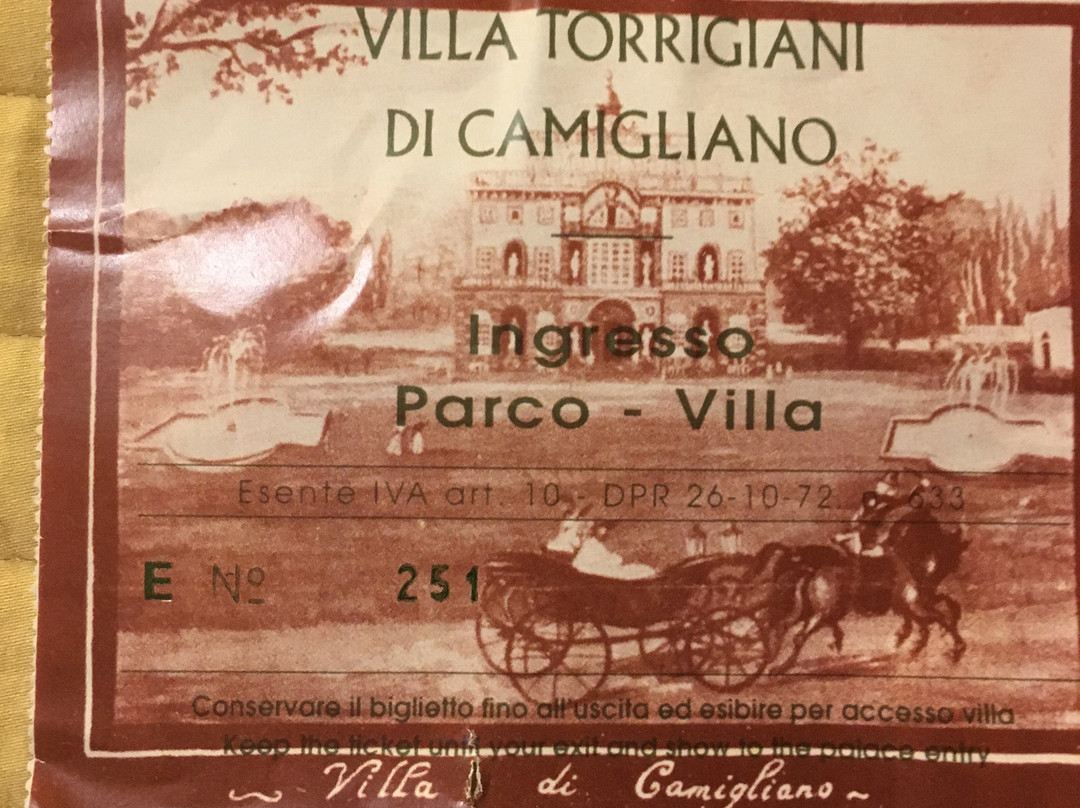 VILLA TORRIGIANI
DI CAMIGLIANO
Ingresso
Parco - Villa
Esente IVA art. 10 - DPR 26-10-72 n. 633
E Nº 251
Conservare il biglietto fino all'uscita ed esibire per accesso villa
Keep the ticket until your exit and show to the palace entry
~ Villa di Camigliano ~